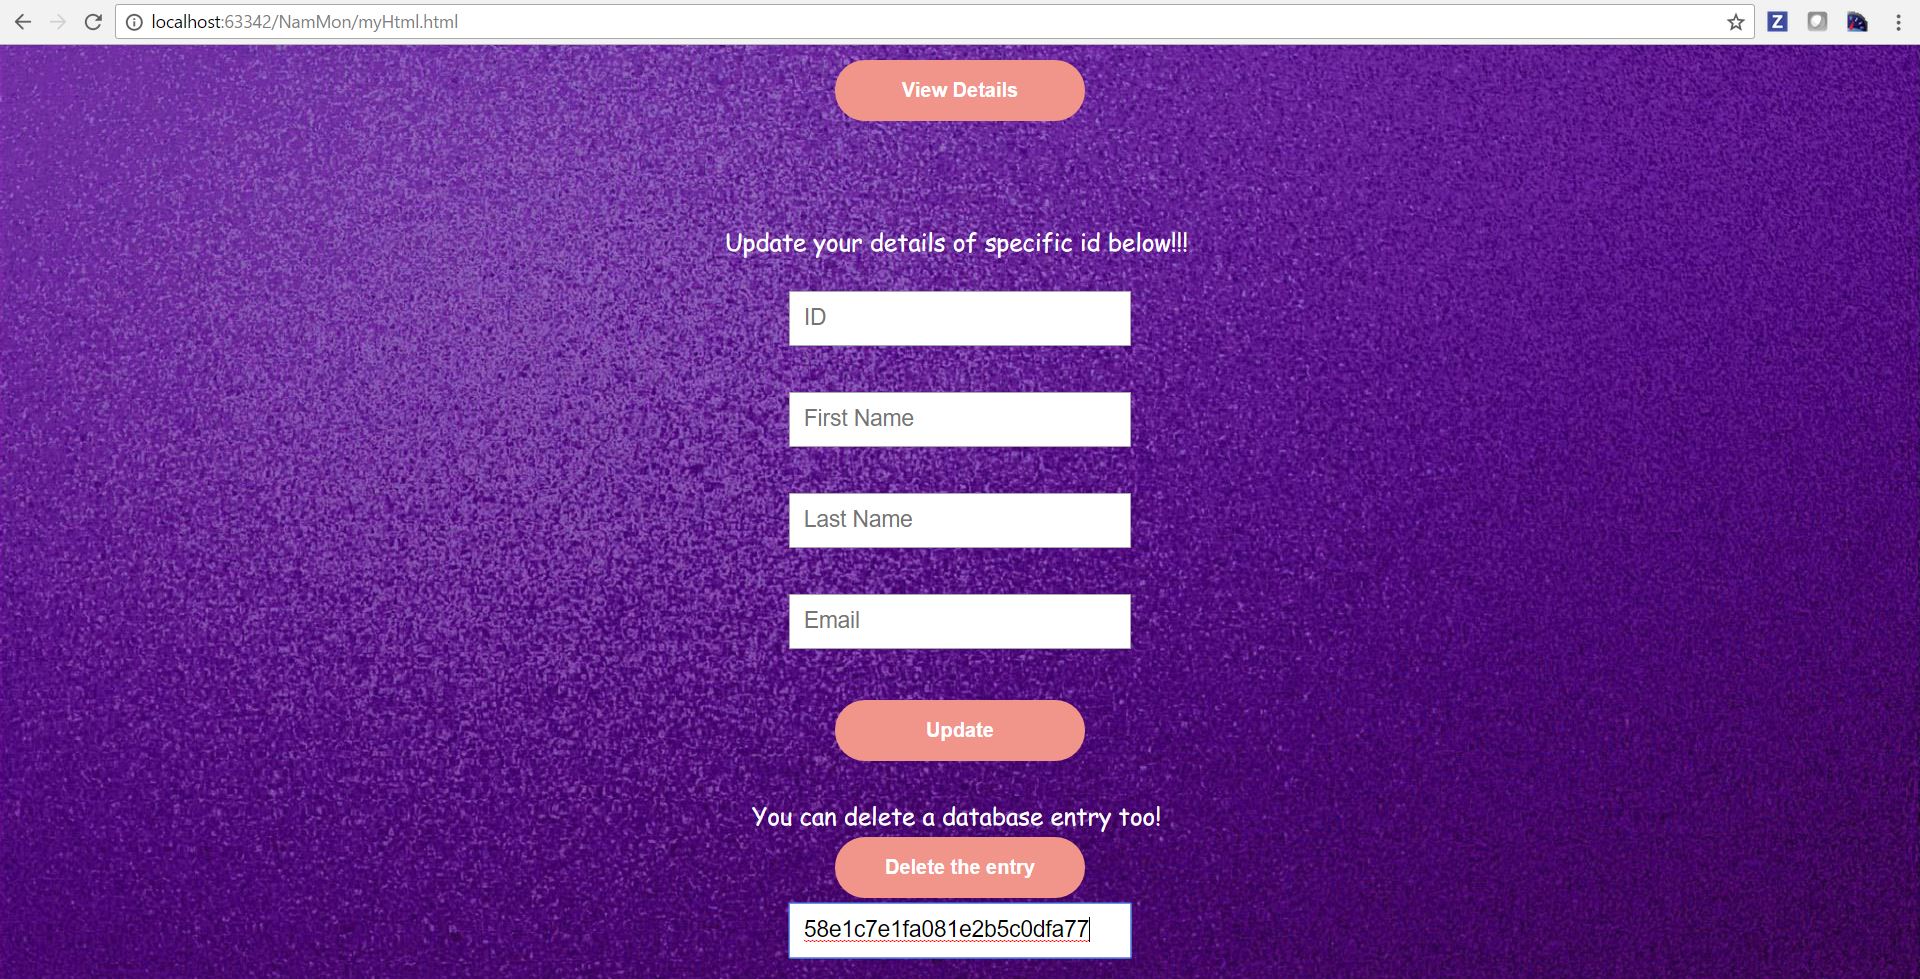 localhost:63342/NamMon/myHtml.html
Z
View Details
Update your details of specific id below!!!
ID
First Name
Last Name
Email
Update
You can delete a database entry too!
Delete the entry
58e1c7e1fa081e2b5c0dfa77